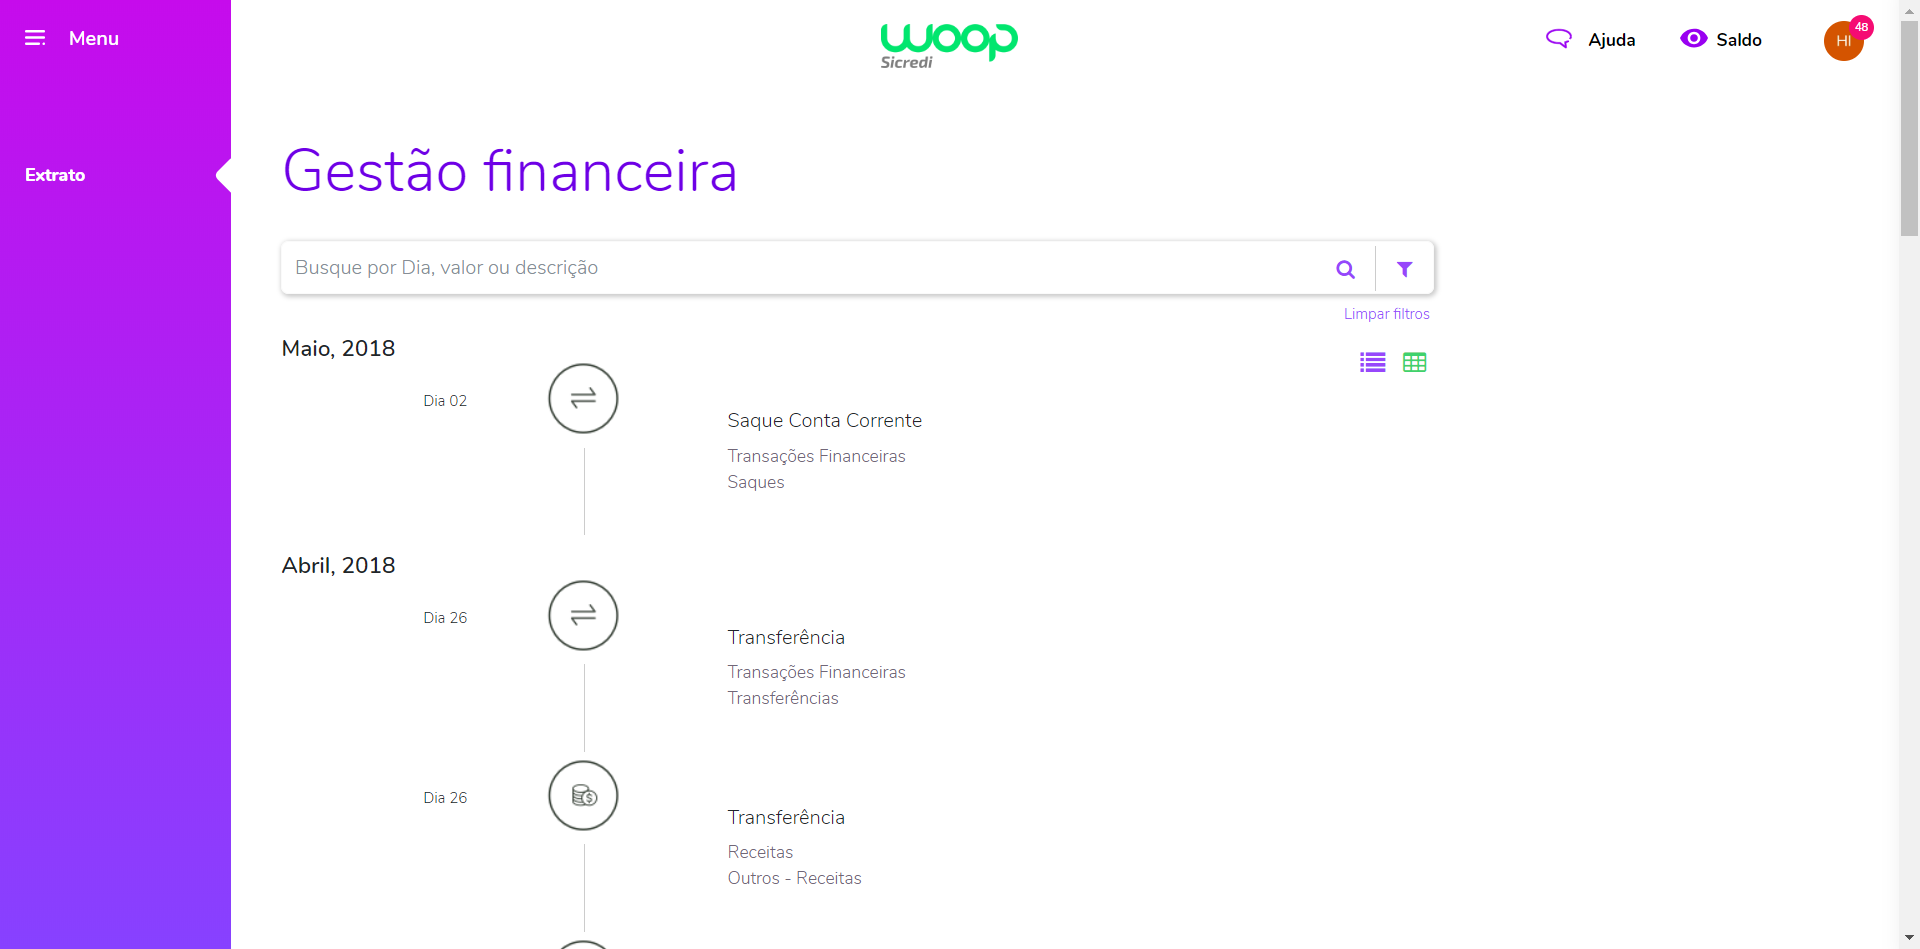 Menu
woop
Sicredi
Ajuda
Saldo
HI
48
Extrato
Gestão financeira
Busque por Dia, valor ou descrição
Limpar filtros
Maio, 2018
Dia 02
Saque Conta Corrente
Transações Financeiras
Saques
Abril, 2018
Dia 26
Transferência
Transações Financeiras
Transferências
Dia 26
Transferência
Receitas
Outros - Receitas